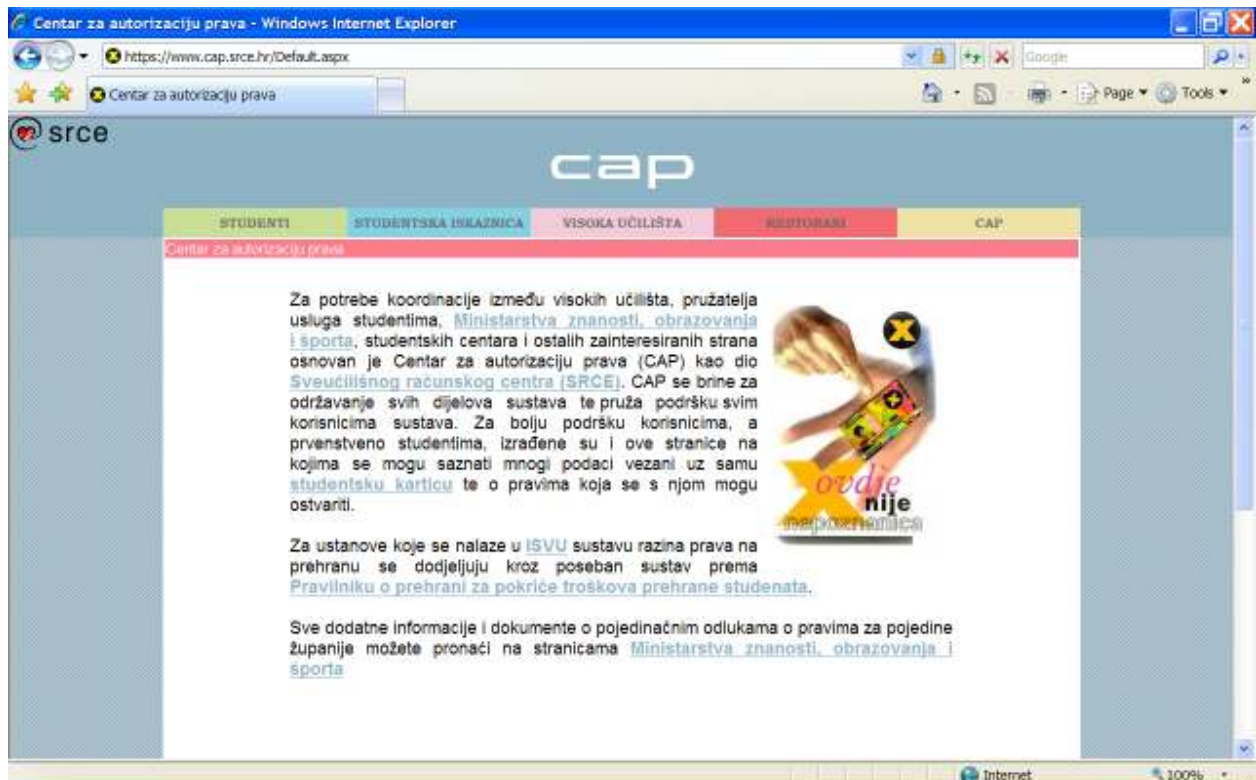 Centar za autorizaciju prava - Windows Internet Explorer
https://www.cap.srce.hr/Default.aspx
Google
Centar za autorizaciju prava
Page
Tools
srce
cap
STUDENTI
STUDENTSKA ISKAZNICA
VISOKA UČILIŠTA
RESTORANI
CAP
Centar za autorizaciju prava
Za potrebe koordinacije između visokih učilišta, pružatelja
usluga studentima, Ministarstva znanosti, obrazovanja
i športa, studentskih centara i ostalih zainteresiranih strana
osnovan je Centar za autorizaciju prava (CAP) kao dio
Sveučilišnog računskog centra (SRCE). CAP se brine za
održavanje svih dijelova sustava te pruža podršku svim
korisnicima sustava. Za bolju podršku korisnicima, a
prvenstveno studentima, izrađene su i ove stranice na
kojima se mogu saznati mnogi podaci vezani uz samu
studentsku karticu te o pravima koja se s njom mogu
ostvariti.
X
X ovdje
nije
nepoznanica
Za ustanove koje se nalaze u ISVU sustavu razina prava na
prehranu se dodjeljuju kroz poseban sustav prema
Pravilniku o prehrani za pokriće troškova prehrane studenata.
Sve dodatne informacije i dokumente o pojedinačnim odlukama o pravima za pojedine
županije možete pronaći na stranicama Ministarstva znanosti, obrazovanja i
športa
Internet
100%